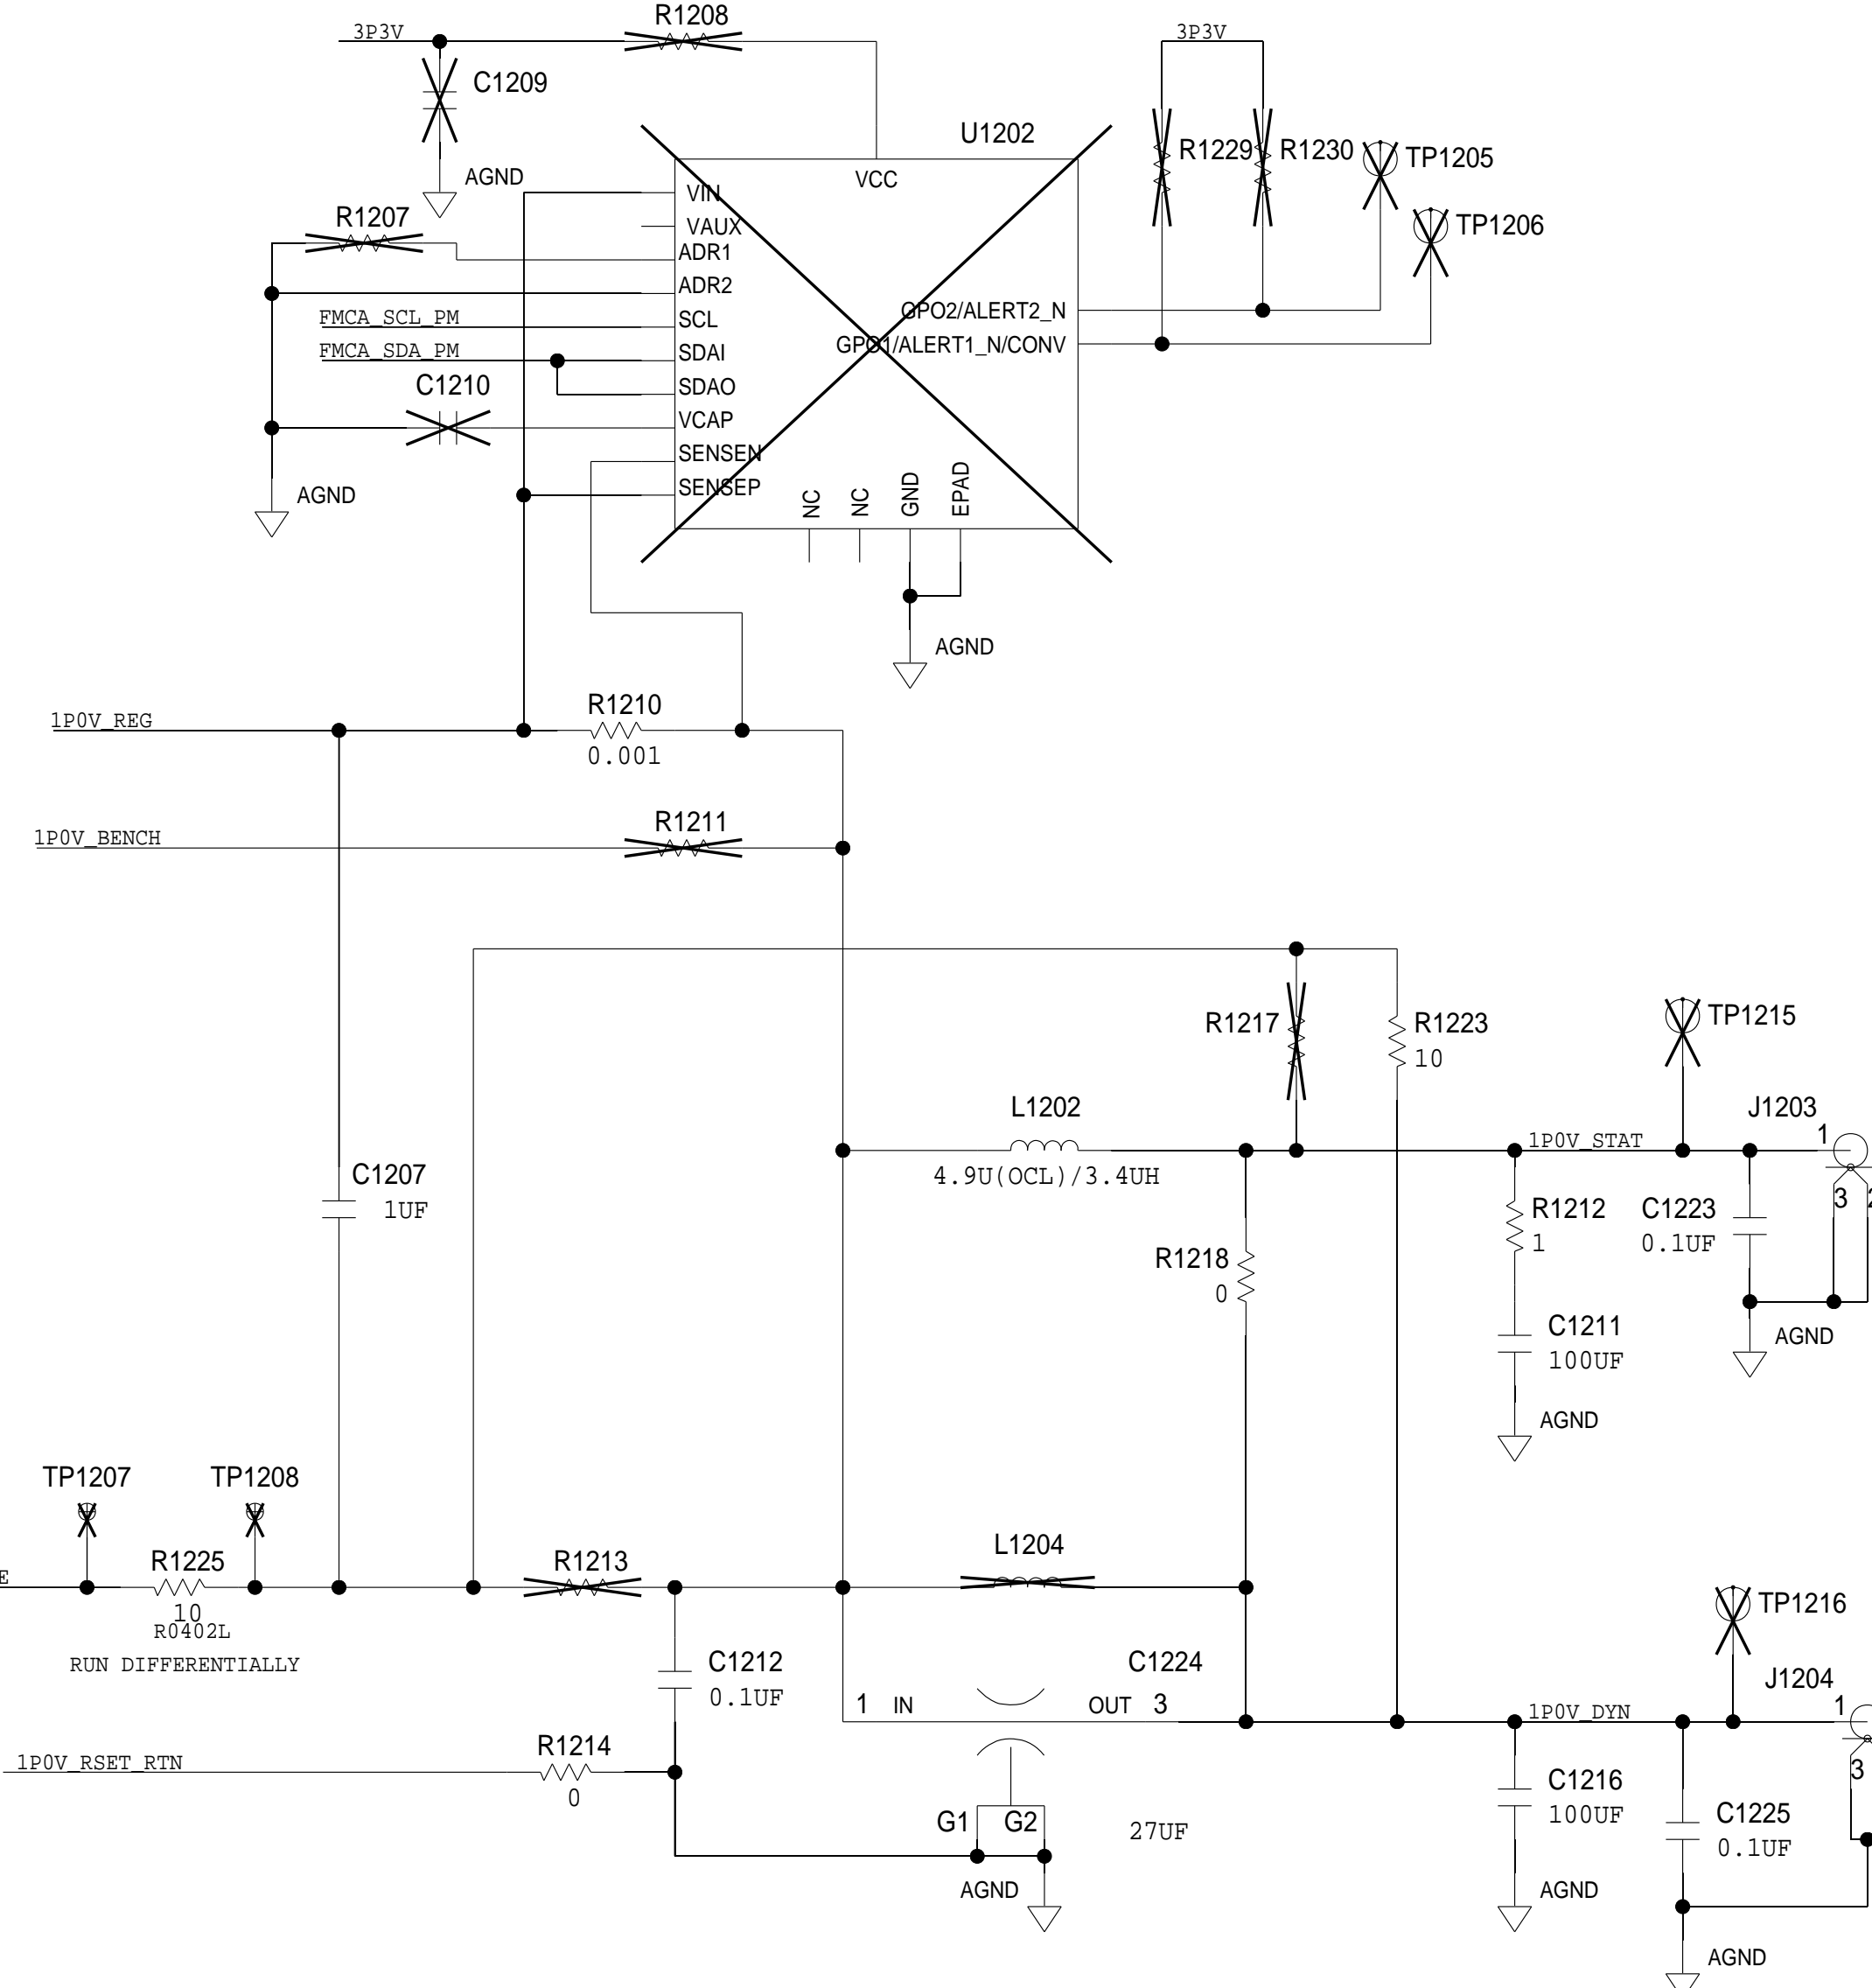 R1208
3P3V
3P3V
C1209
U1202
R1229
R1230
TP1205
AGND
VCC
VIN
TP1206
R1207
VAUX
ADR1
ADR2
GPO2/ALERT2_N
FMCA_SCL_PM
SCL
GPO1/ALERT1_N/CONV
FMCA_SDA_PM
SDAI
C1210
SDAO
VCAP
SENSEN
SENSEP
NC
NC
GND
EPAD
AGND
AGND
R1210
1P0V_REG
0.001
R1211
1P0V_BENCH
R1217
R1223
10
TP1215
L1202
J1203
1P0V_STAT
1
4.9U(OCL)/3.4UH
C1207
1UF
R1212
1
C1223
0.1UF
3
2
R1218
0
C1211
100UF
AGND
AGND
TP1207
TP1208
L1204
R1225
R1213
E
10
R0402L
TP1216
RUN DIFFERENTIALLY
C1212
0.1UF
C1224
J1204
1 IN
OUT 3
1P0V_DYN
1
R1214
1P0V_RSET_RTN
0
3
C1216
100UF
G1
G2
27UF
C1225
0.1UF
AGND
AGND
AGND